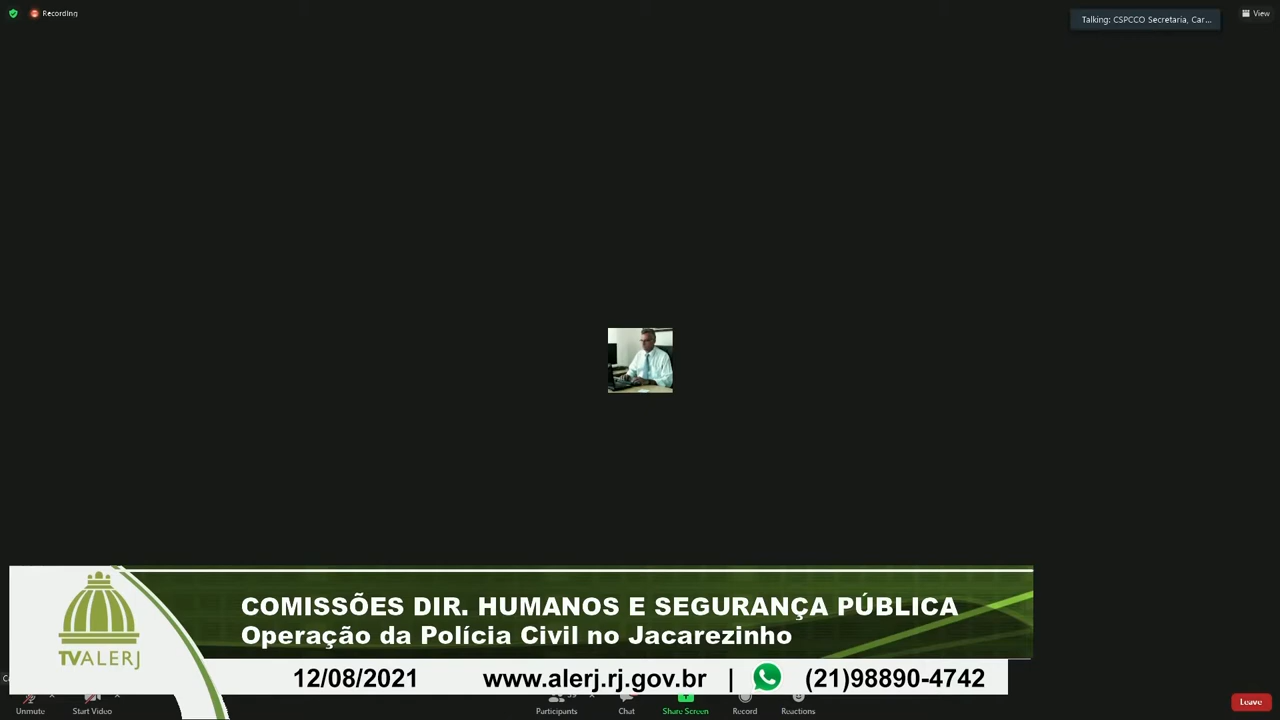 Recording
Talking: CSPCCO Secretaria, Car...
View
COMISSÕES DIR. HUMANOS E SEGURANÇA PÚBLICA
Operação da Polícia Civil no Jacarezinho
TVALERJ
12/08/2021 www.alerj.rj.gov.br | (21)98890-4742
Unmute
Start Video
Participants
Chat
Share Screen
Record
Reactions
Leave